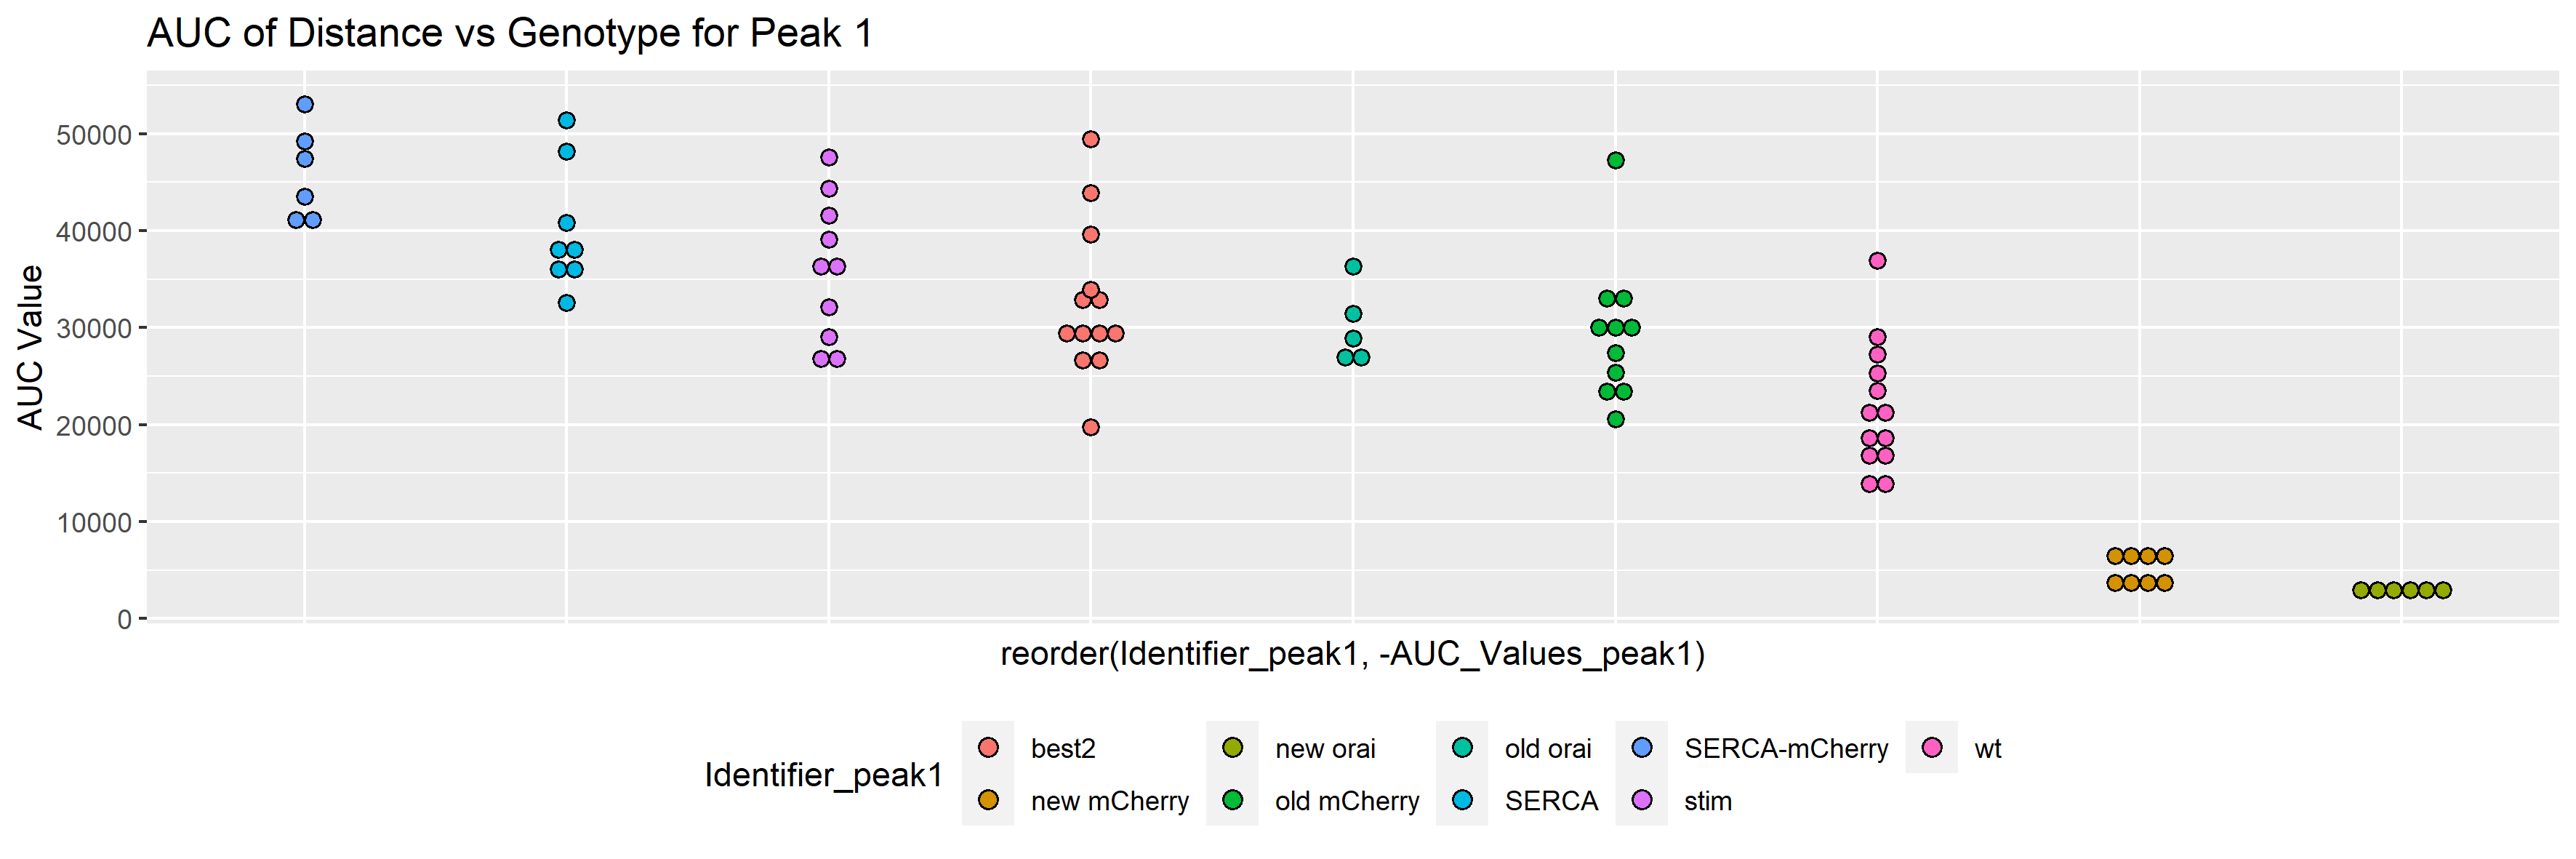 AUC of Distance vs Genotype for Peak 1
AUC Value
50000
40000
30000
20000
10000
0
reorder(Identifier_peak1, -AUC_Values_peak1)
Identifier_peak1
best2
new orai
old orai
SERCA-mCherry
wt
new mCherry
old mCherry
SERCA
stim